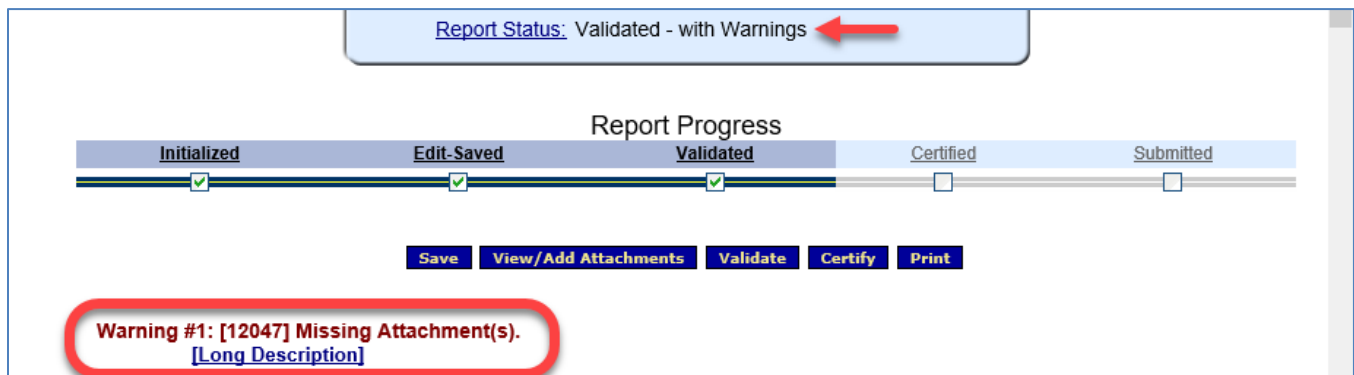 Report Status: Validated - with Warnings
Report Progress
Initialized Edit-Saved Validated Certified Submitted
Save View/Add Attachments Validate Certify Print
Warning #1: [12047] Missing Attachment(s).
[Long Description]